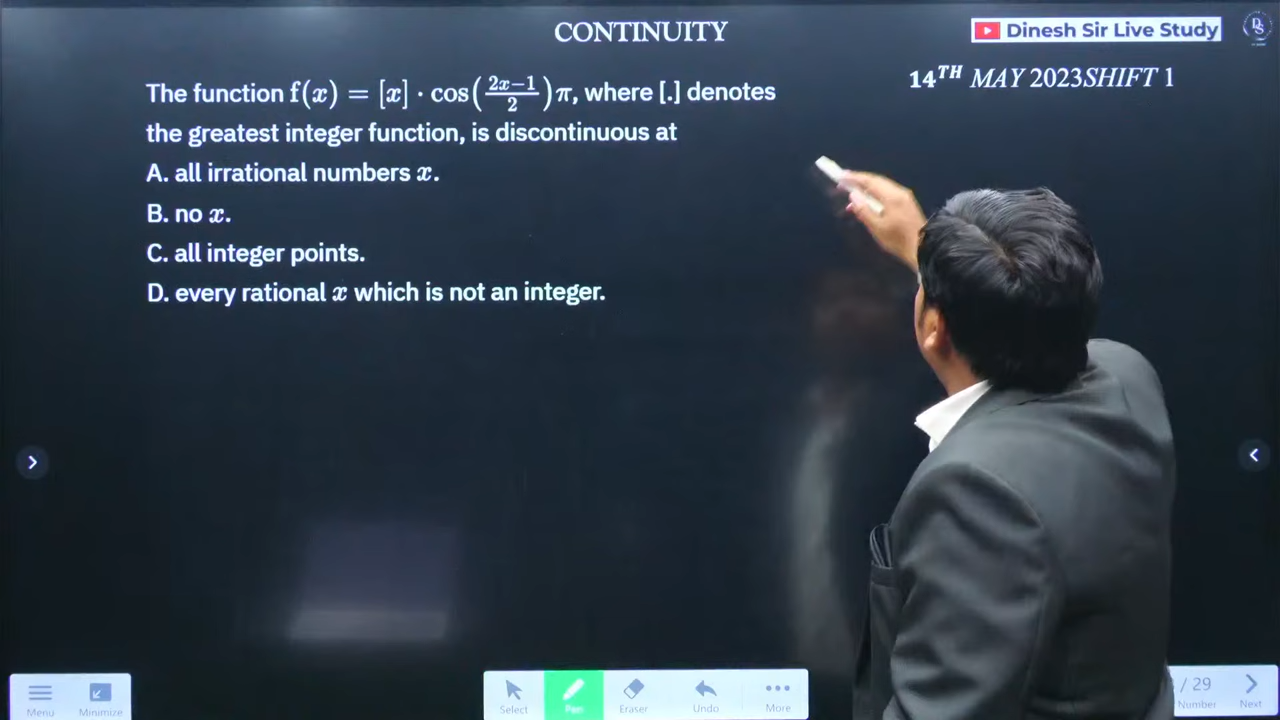 CONTINUITY
Dinesh Sir Live Study
DS
14TH MAY 2023SHIFT 1
The function f(x) = [x] · cos((2x−1)/2)π, where [.] denotes
the greatest integer function, is discontinuous at
A. all irrational numbers x.
B. no x.
C. all integer points.
D. every rational x which is not an integer.
Menu
Minimize
Select
Pen
Eraser
Undo
More
/ 29
Number
Next